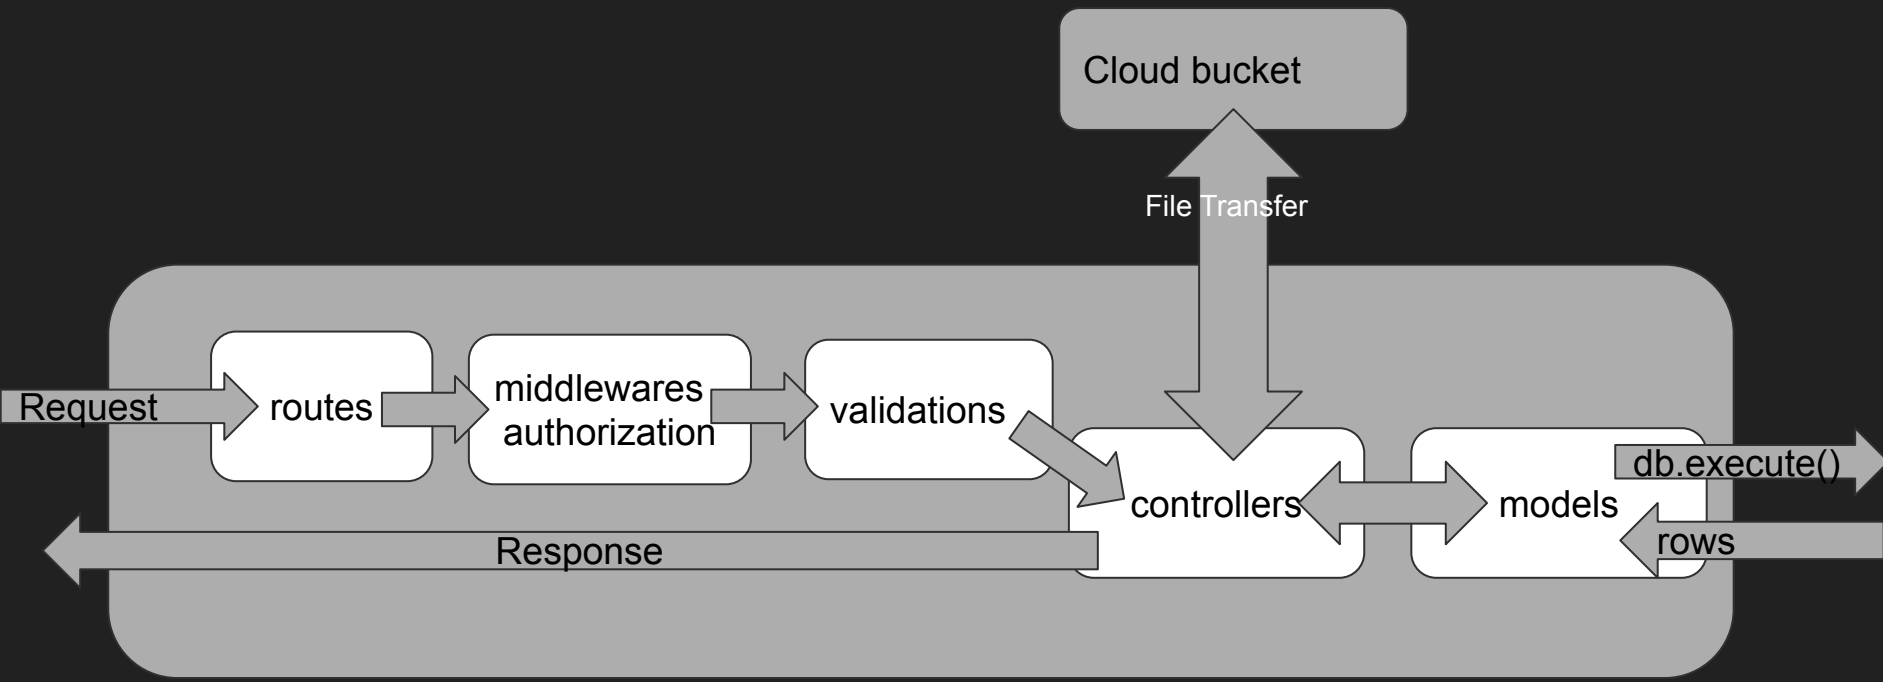 Cloud bucket
File Transfer
Request
routes
middlewares
authorization
validations
controllers
models
db.execute()
rows
Response